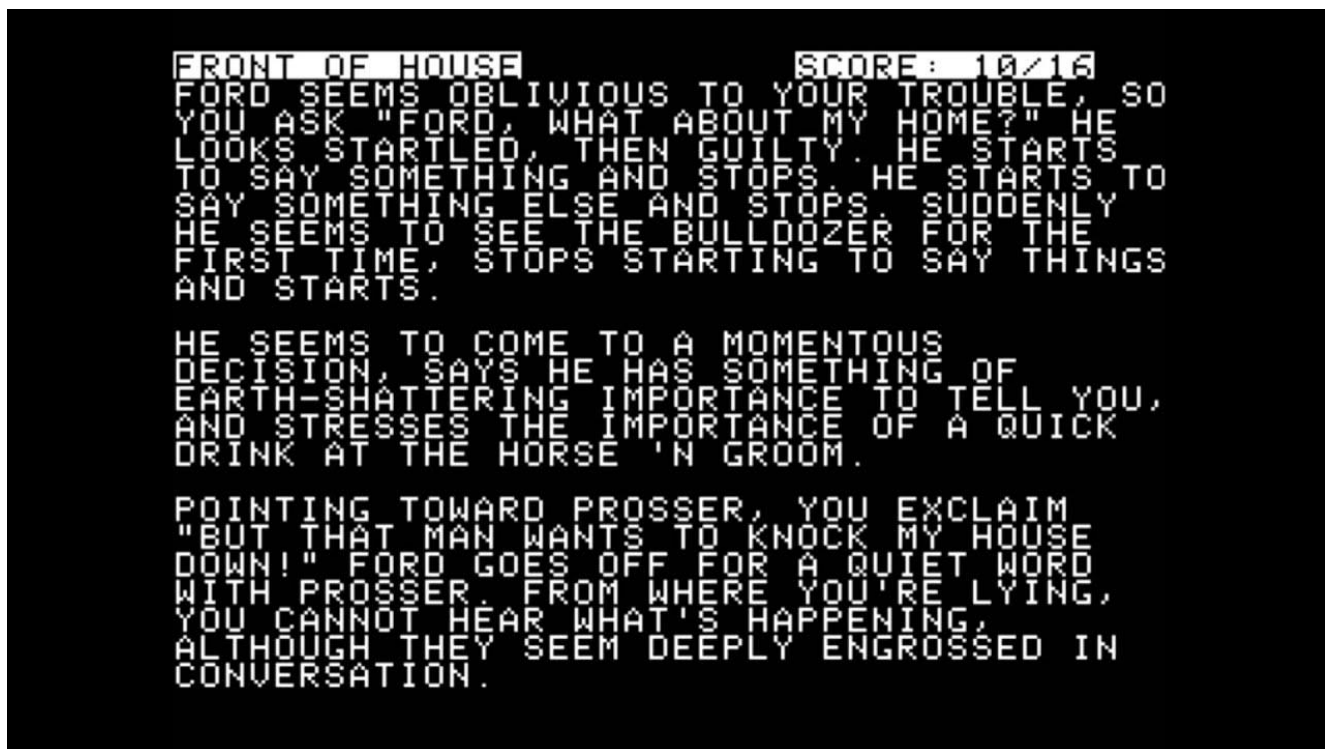 FRONT OF HOUSE SCORE: 10/16
FORD SEEMS OBLIVIOUS TO YOUR TROUBLE, SO
YOU ASK "FORD, WHAT ABOUT MY HOME?" HE
LOOKS STARTLED, THEN GUILTY. HE STARTS
TO SAY SOMETHING AND STOPS. HE STARTS TO
SAY SOMETHING ELSE AND STOPS. SUDDENLY
HE SEEMS TO SEE THE BULLDOZER FOR THE
FIRST TIME, STOPS STARTING TO SAY THINGS
AND STARTS.
HE SEEMS TO COME TO A MOMENTOUS
DECISION, SAYS HE HAS SOMETHING OF
EARTH-SHATTERING IMPORTANCE TO TELL YOU,
AND STRESSES THE IMPORTANCE OF A QUICK
DRINK AT THE HORSE 'N GROOM.
POINTING TOWARD PROSSER, YOU EXCLAIM
"BUT THAT MAN WANTS TO KNOCK MY HOUSE
DOWN!" FORD GOES OFF FOR A QUIET WORD
WITH PROSSER. FROM WHERE YOU'RE LYING,
YOU CANNOT HEAR WHAT'S HAPPENING,
ALTHOUGH THEY SEEM DEEPLY ENGROSSED IN
CONVERSATION.